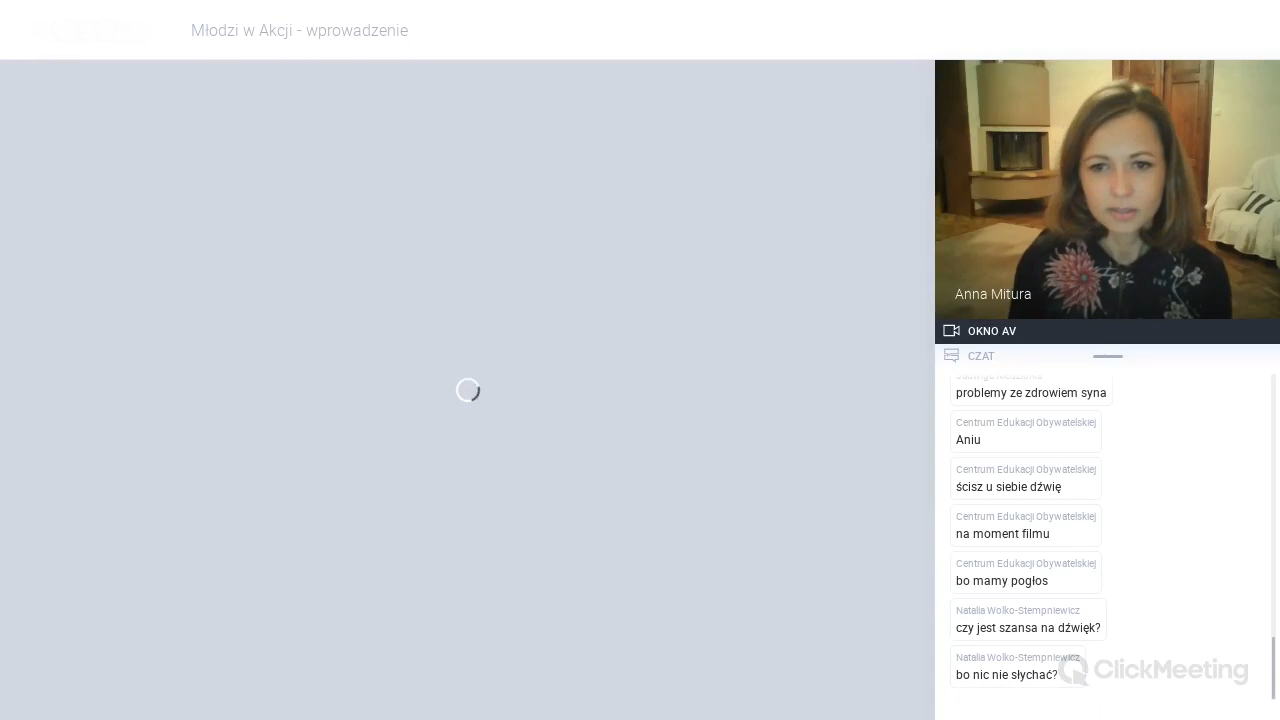 Młodzi w Akcji - wprowadzenie
Anna Mitura
OKNO AV
CZAT
problemy ze zdrowiem syna
Centrum Edukacji Obywatelskiej
Aniu
Centrum Edukacji Obywatelskiej
ścisz u siebie dźwię
Centrum Edukacji Obywatelskiej
na moment filmu
Centrum Edukacji Obywatelskiej
bo mamy pogłos
Natalia Wolko-Stempniewicz
czy jest szansa na dźwięk?
Natalia Wolko-Stempniewicz
bo nic nie słychać?
ClickMeeting